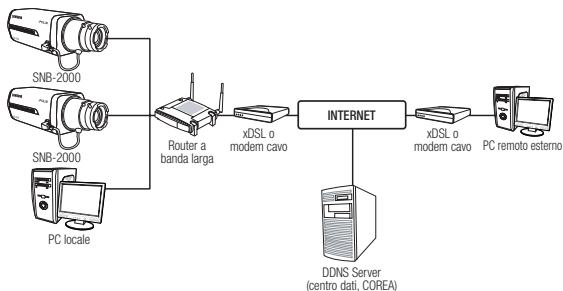 SNB-2000
SNB-2000
PC locale
Router a
banda larga
xDSL o
modem cavo
INTERNET
xDSL o
modem cavo
PC remoto esterno
DDNS Server
(centro dati, COREA)